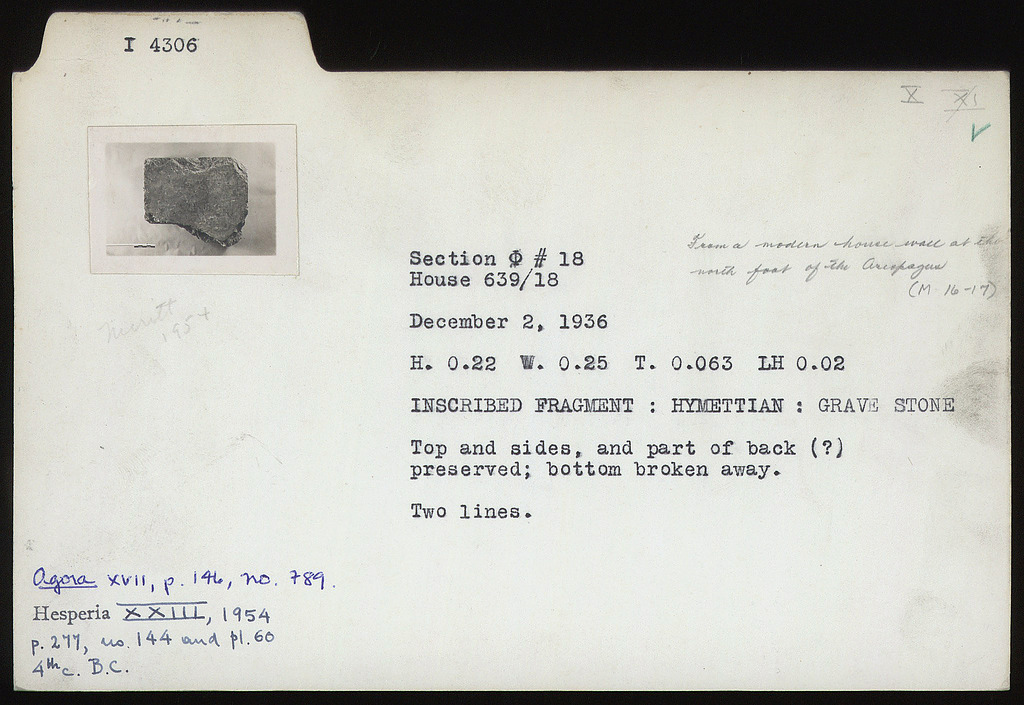 I 4306
X XI
From a modern house wall at the
north foot of the Areopagus
(M 16-17)
Section Φ # 18
House 639/18
December 2, 1936
Meritt
1954
H. 0.22 W. 0.25 T. 0.063 LH 0.02
INSCRIBED FRAGMENT : HYMETTIAN : GRAVE STONE
Top and sides, and part of back (?)
preserved; bottom broken away.
Two lines.
Agora XVII, p. 146, no. 789.
Hesperia XXIII, 1954
p. 277, no. 144 and pl. 60
4th c. B.C.